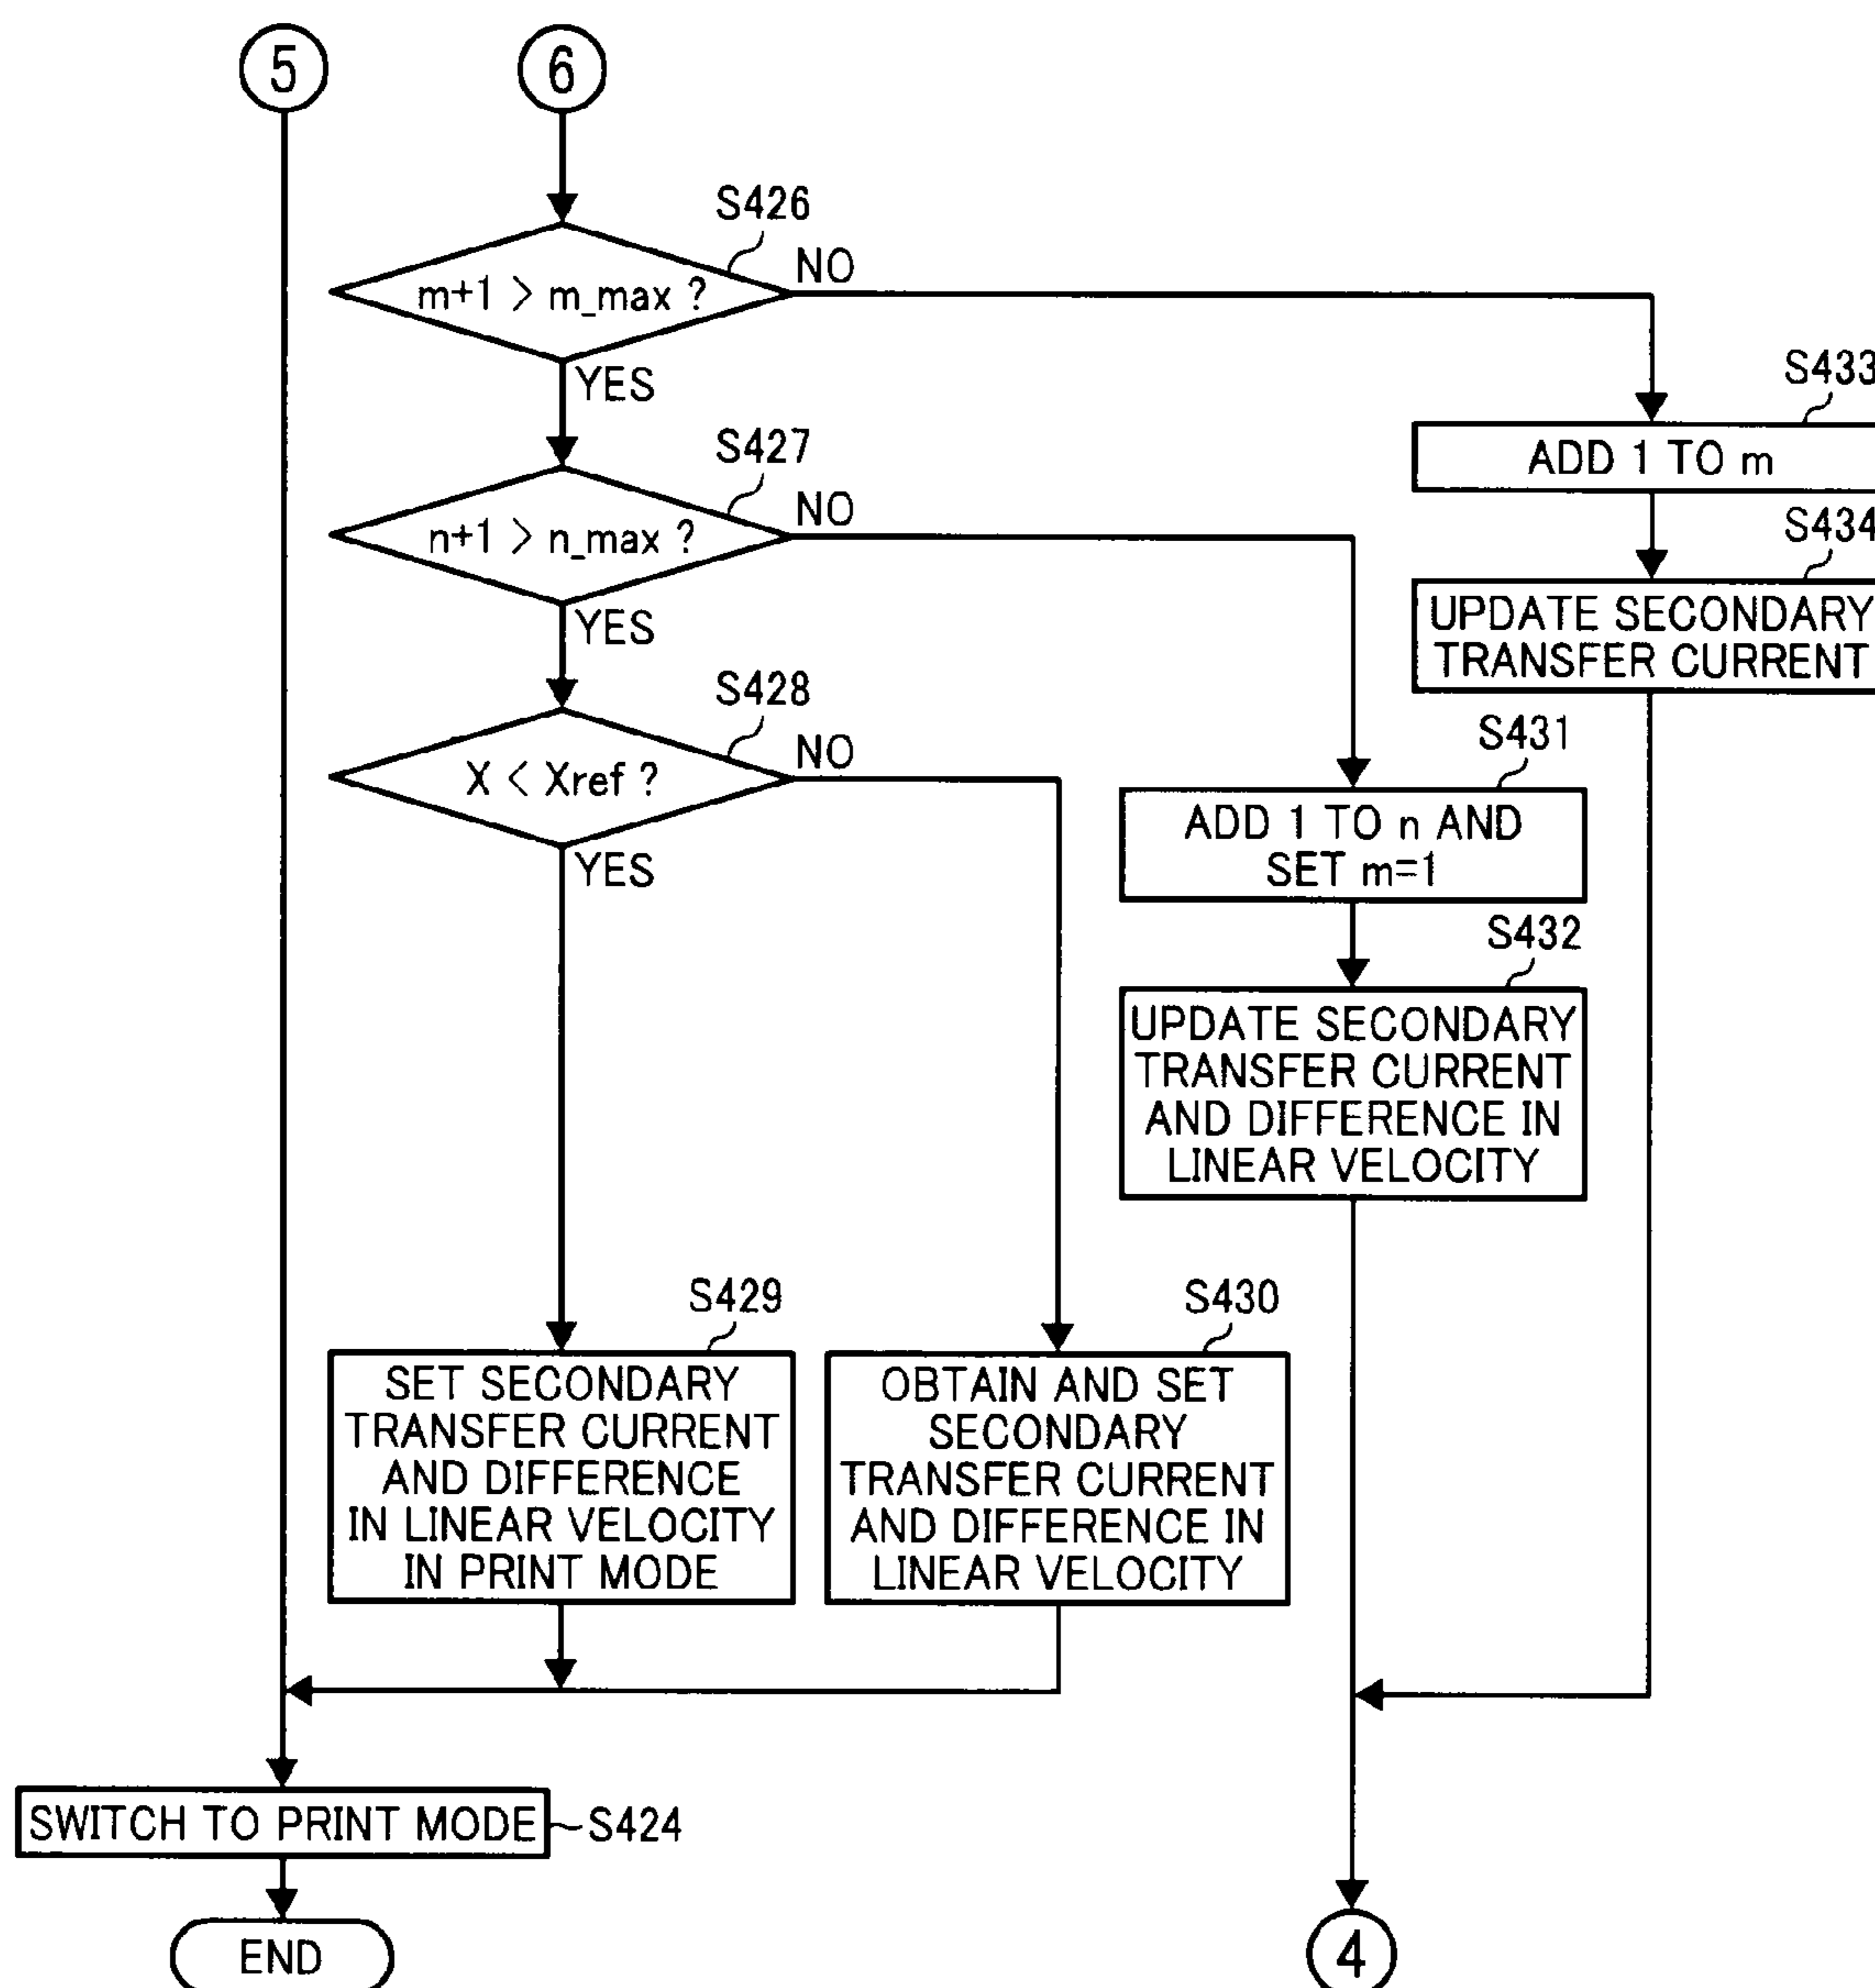 5
6
S426
m+1 > m_max ?
NO
YES
S433
ADD 1 TO m
S427
n+1 > n_max ?
NO
YES
S434
UPDATE SECONDARY
TRANSFER CURRENT
S428
X < Xref ?
NO
YES
S431
ADD 1 TO n AND
SET m=1
S432
UPDATE SECONDARY
TRANSFER CURRENT
AND DIFFERENCE IN
LINEAR VELOCITY
S429
SET SECONDARY
TRANSFER CURRENT
AND DIFFERENCE
IN LINEAR VELOCITY
IN PRINT MODE
S430
OBTAIN AND SET
SECONDARY
TRANSFER CURRENT
AND DIFFERENCE IN
LINEAR VELOCITY
SWITCH TO PRINT MODE
S424
END
4